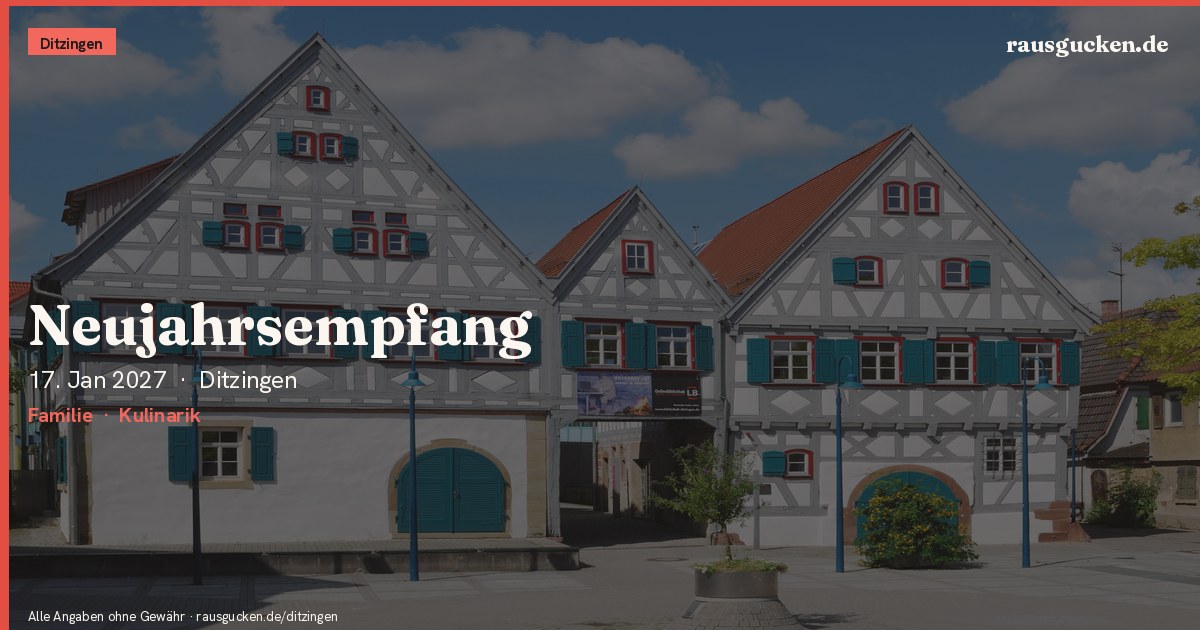 Ditzingen
rausgucken.de
Neujahrsempfang
17. Jan 2027 · Ditzingen
Familie · Kulinarik
Alle Angaben ohne Gewähr · rausgucken.de/ditzingen